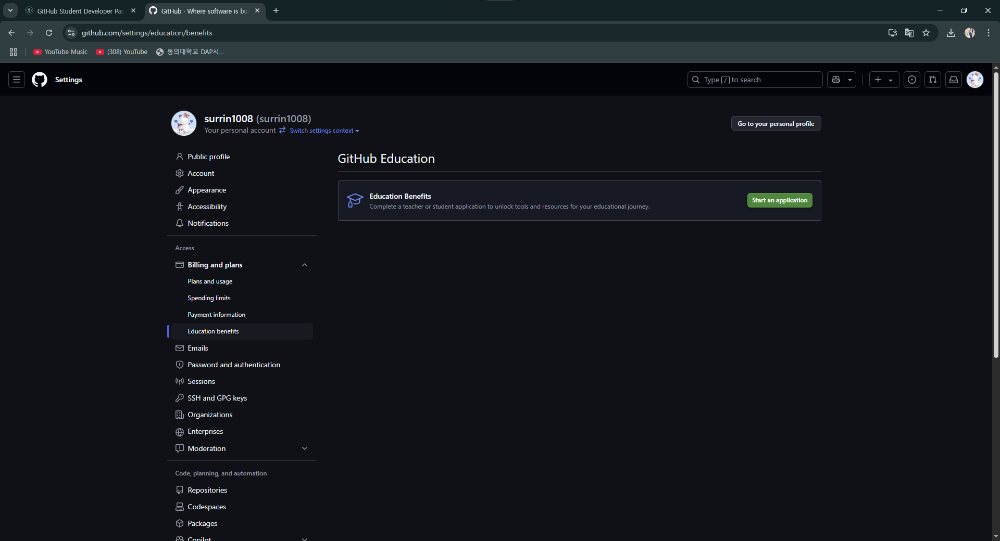 GitHub Student Developer Pac
GitHub · Where software is bu
github.com/settings/education/benefits
YouTube Music
(308) YouTube
동의대학교 DAP시...
Settings
Type / to search
surrin1008 (surrin1008)
Your personal account
Switch settings context
Go to your personal profile
Public profile
Account
Appearance
Accessibility
Notifications
Access
Billing and plans
Plans and usage
Spending limits
Payment information
Education benefits
Emails
Password and authentication
Sessions
SSH and GPG keys
Organizations
Enterprises
Moderation
Code, planning, and automation
Repositories
Codespaces
Packages
Copilot
GitHub Education
Education Benefits
Complete a teacher or student application to unlock tools and resources for your educational journey.
Start an application